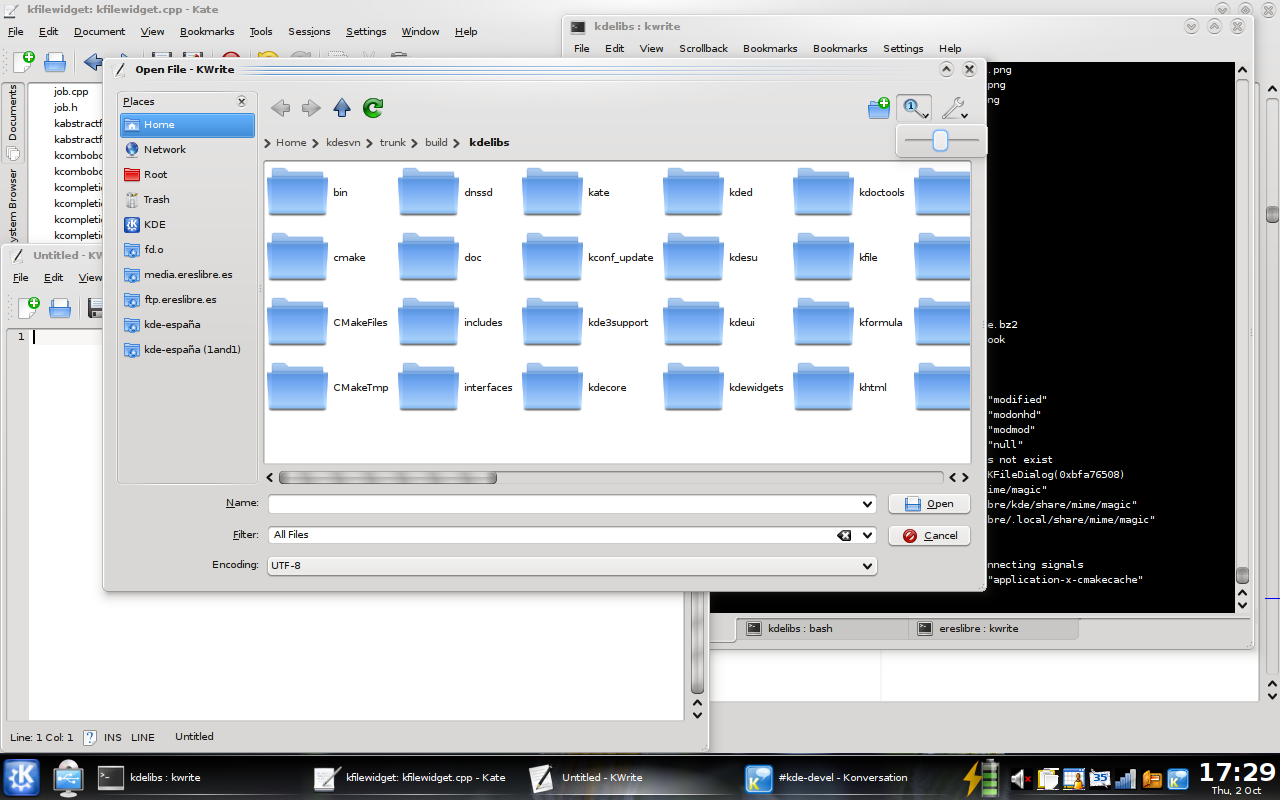 kfilewidget: kfilewidget.cpp - Kate
File Edit Document View Bookmarks Tools Sessions Settings Window Help
kdelibs : kwrite
File Edit View Scrollback Bookmarks Bookmarks Settings Help
Documents
job.cpp
job.h
kabstractf
kabstractf
kcombobo
kcombobo
kcompletic
kcompletic
kcompletic
kcompletic
ystem Browser
Open File - KWrite
Places
Home
Network
Root
Trash
KDE
fd.o
media.ereslibre.es
ftp.ereslibre.es
kde-españa
kde-españa (1and1)
Home kdesvn trunk build kdelibs
bin dnssd kate kded kdoctools
cmake doc kconf_update kdesu kfile
CMakeFiles includes kde3support kdeui kformula
CMakeTmp interfaces kdecore kdewidgets khtml
Name:
Open
Filter: All Files
Cancel
Encoding: UTF-8
.png
png
ng
e.bz2
ook
"modified"
"modonhd"
"modmod"
"null"
s not exist
KFileDialog(0xbfa76508)
ime/magic"
bre/kde/share/mime/magic"
bre/.local/share/mime/magic"
nnecting signals
"application-x-cmakecache"
kdelibs : bash
ereslibre : kwrite
Untitled - KW
File Edit View
1
Line: 1 Col: 1 INS LINE Untitled
kdelibs : kwrite
kfilewidget: kfilewidget.cpp - Kate
Untitled - KWrite
#kde-devel - Konversation
35
17:29
Thu, 2 Oct